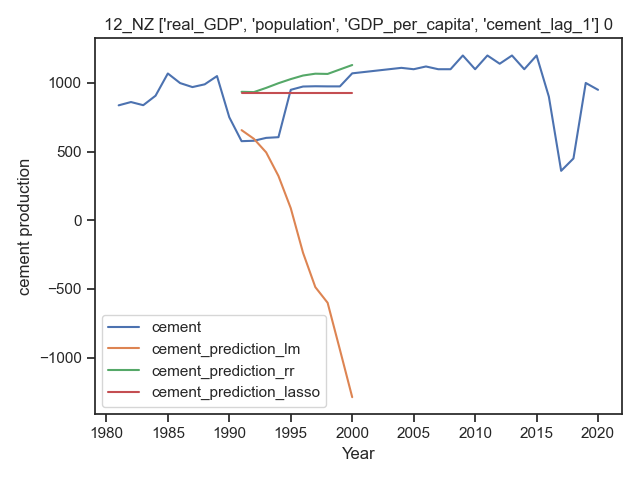 12_NZ ['real_GDP', 'population', 'GDP_per_capita', 'cement_lag_1'] 0
cement production
1000
500
0
−500
−1000
cement
cement_prediction_lm
cement_prediction_rr
cement_prediction_lasso
1980 1985 1990 1995 2000 2005 2010 2015 2020
Year